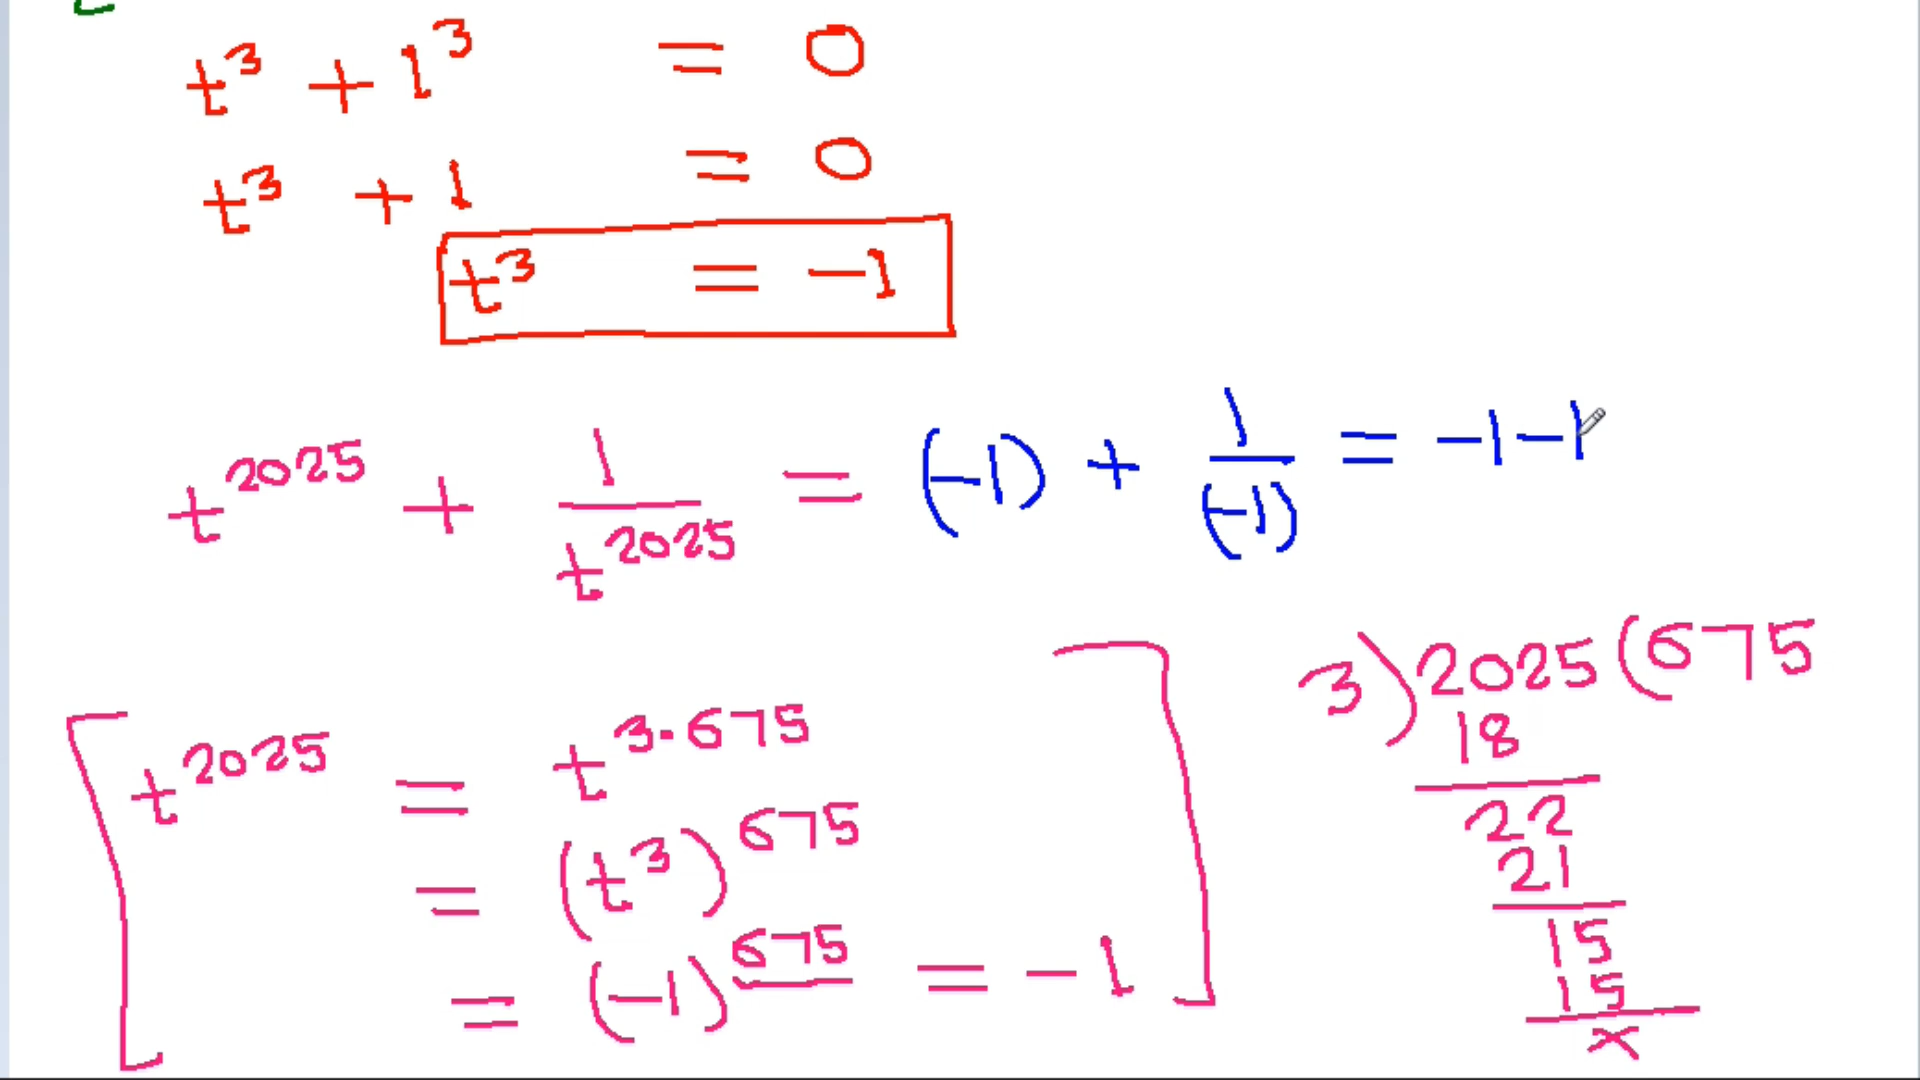 t³ + 1³ = 0
t³ + 1 = 0
t³ = -1
t²⁰²⁵ + 1/t²⁰²⁵ = (-1) + 1/(-1) = -1-1
[t²⁰²⁵ = t³·⁶⁷⁵
= (t³)⁶⁷⁵
= (-1)⁶⁷⁵ = -1]
3)2025(675
18
22
21
15
15
x